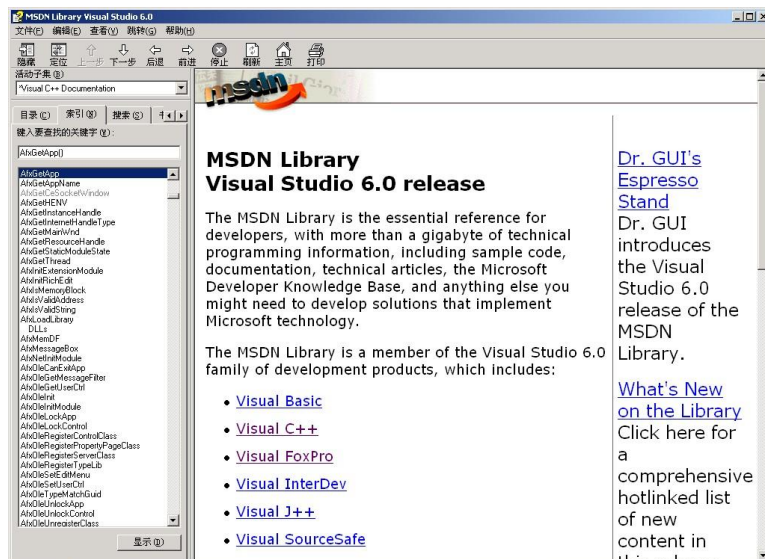 MSDN Library Visual Studio 6.0
文件(F) 编辑(E) 查看(V) 跳转(G) 帮助(H)
隐藏 定位 上一步 下一步 后退 前进 停止 刷新 主页 打印
活动子集(B)
*Visual C++ Documentation
目录(C) 索引(N) 搜索(S)
键入要查找的关键字(W):
AfxGetApp()
AfxGetApp
AfxGetAppName
AfxGetCeSocketWindow
AfxGetHENV
AfxGetInstanceHandle
AfxGetInternetHandleType
AfxGetMainWnd
AfxGetResourceHandle
AfxGetStaticModuleState
AfxGetThread
AfxInitExtensionModule
AfxInitRichEdit
AfxIsMemoryBlock
AfxIsValidAddress
AfxIsValidString
AfxLoadLibrary
DLLs
AfxMemDF
AfxMessageBox
AfxNetInitModule
AfxOleCanExitApp
AfxOleGetMessageFilter
AfxOleGetUserCtrl
AfxOleInit
AfxOleInitModule
AfxOleLockApp
AfxOleLockControl
AfxOleRegisterControlClass
AfxOleRegisterPropertyPageClass
AfxOleRegisterServerClass
AfxOleRegisterTypeLib
AfxOleSetEditMenu
AfxOleSetUserCtrl
AfxOleTypeMatchGuid
AfxOleUnlockApp
AfxOleUnlockControl
AfxOleUnregisterClass
显示(D)
msdn
MSDN Library
Visual Studio 6.0 release
The MSDN Library is the essential reference for
developers, with more than a gigabyte of technical
programming information, including sample code,
documentation, technical articles, the Microsoft
Developer Knowledge Base, and anything else you
might need to develop solutions that implement
Microsoft technology.
The MSDN Library is a member of the Visual Studio 6.0
family of development products, which includes:
• Visual Basic
• Visual C++
• Visual FoxPro
• Visual InterDev
• Visual J++
• Visual SourceSafe
Dr. GUI's
Espresso
Stand
Dr. GUI
introduces
the Visual
Studio 6.0
release of the
MSDN
Library.
What's New
on the Library
Click here for
a
comprehensive
hotlinked list
of new
content in